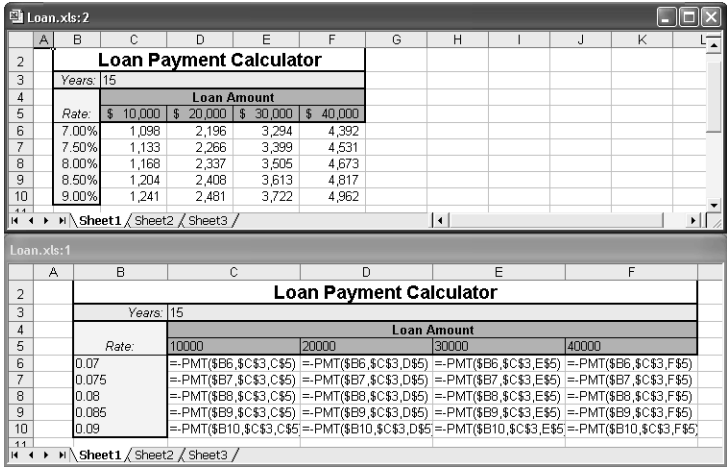 Loan.xls:2
A B C D E F G H I J K L
2 Loan Payment Calculator
3 Years: 15
4 Loan Amount
5 Rate: $ 10,000 $ 20,000 $ 30,000 $ 40,000
6 7.00% 1,098 2,196 3,294 4,392
7 7.50% 1,133 2,266 3,399 4,531
8 8.00% 1,168 2,337 3,505 4,673
9 8.50% 1,204 2,408 3,613 4,817
10 9.00% 1,241 2,481 3,722 4,962
11
Sheet1 / Sheet2 / Sheet3 /
Loan.xls:1
A B C D E F
2 Loan Payment Calculator
3 Years: 15
4 Loan Amount
5 Rate: 10000 20000 30000 40000
6 0.07 =-PMT($B6,$C$3,C$5) =-PMT($B6,$C$3,D$5) =-PMT($B6,$C$3,E$5) =-PMT($B6,$C$3,F$5)
7 0.075 =-PMT($B7,$C$3,C$5) =-PMT($B7,$C$3,D$5) =-PMT($B7,$C$3,E$5) =-PMT($B7,$C$3,F$5)
8 0.08 =-PMT($B8,$C$3,C$5) =-PMT($B8,$C$3,D$5) =-PMT($B8,$C$3,E$5) =-PMT($B8,$C$3,F$5)
9 0.085 =-PMT($B9,$C$3,C$5) =-PMT($B9,$C$3,D$5) =-PMT($B9,$C$3,E$5) =-PMT($B9,$C$3,F$5)
10 0.09 =-PMT($B10,$C$3,C$5 =-PMT($B10,$C$3,D$5 =-PMT($B10,$C$3,E$5 =-PMT($B10,$C$3,F$5)
11
Sheet1 / Sheet2 / Sheet3 /